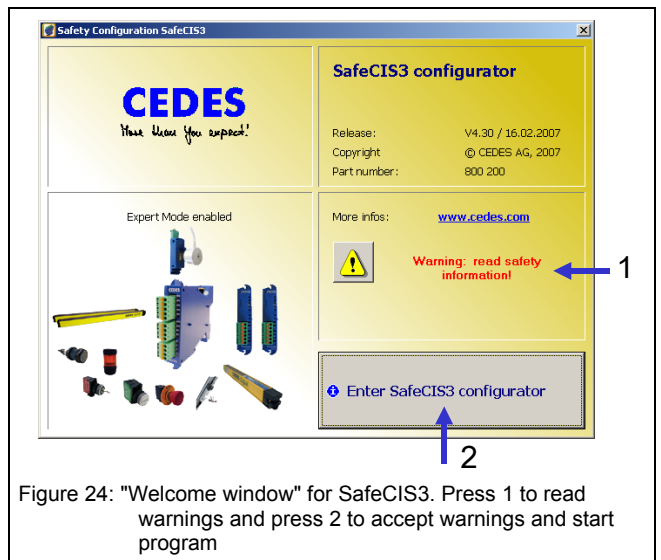 Safety Configuration SafeCIS3
CEDES
More than You expect!
SafeCIS3 configurator
Release: V4.30 / 16.02.2007
Copyright © CEDES AG, 2007
Part number: 800 200
Expert Mode enabled
More infos: www.cedes.com
Warning: read safety
information!
1
Enter SafeCIS3 configurator
2
Figure 24: "Welcome window" for SafeCIS3. Press 1 to read
warnings and press 2 to accept warnings and start
program